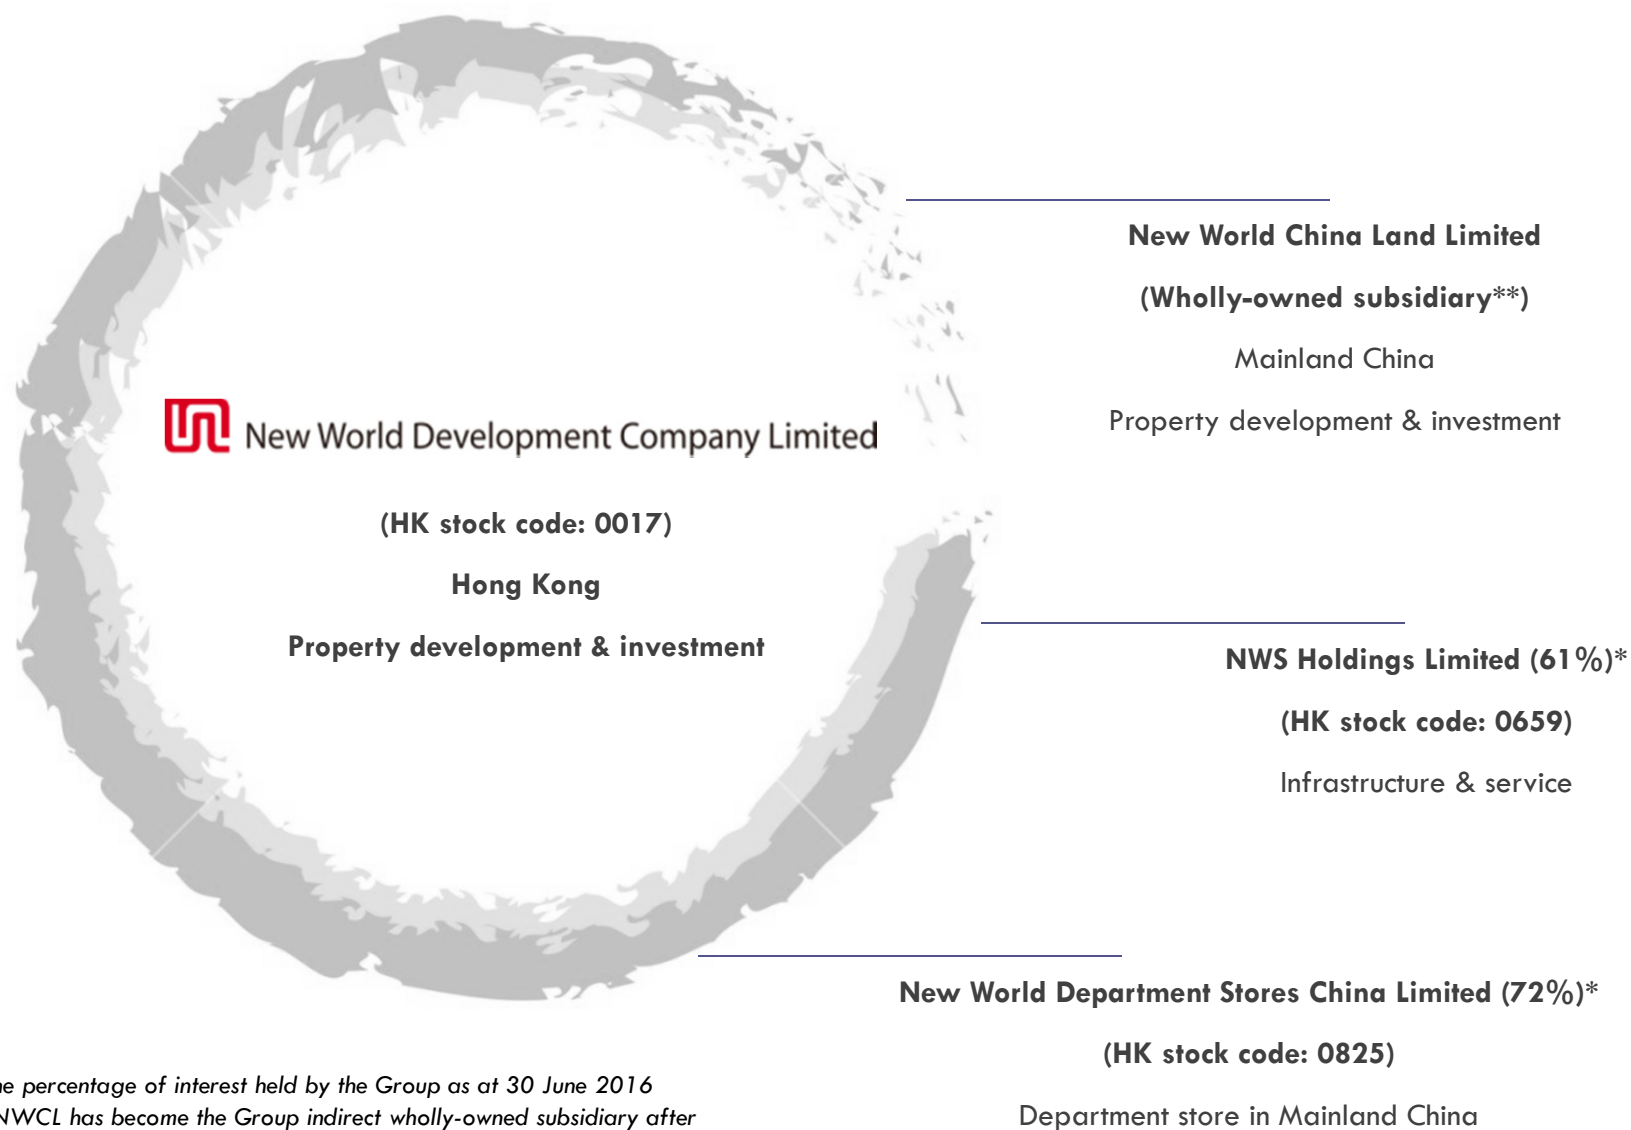 New World Development Company Limited
(HK stock code: 0017)
Hong Kong
Property development & investment
New World China Land Limited
(Wholly-owned subsidiary**)
Mainland China
Property development & investment
NWS Holdings Limited (61%)*
(HK stock code: 0659)
Infrastructure & service
New World Department Stores China Limited (72%)*
(HK stock code: 0825)
Department store in Mainland China
percentage of interest held by the Group as at 30 June 2016
NWCL has become the Group indirect wholly-owned subsidiary after